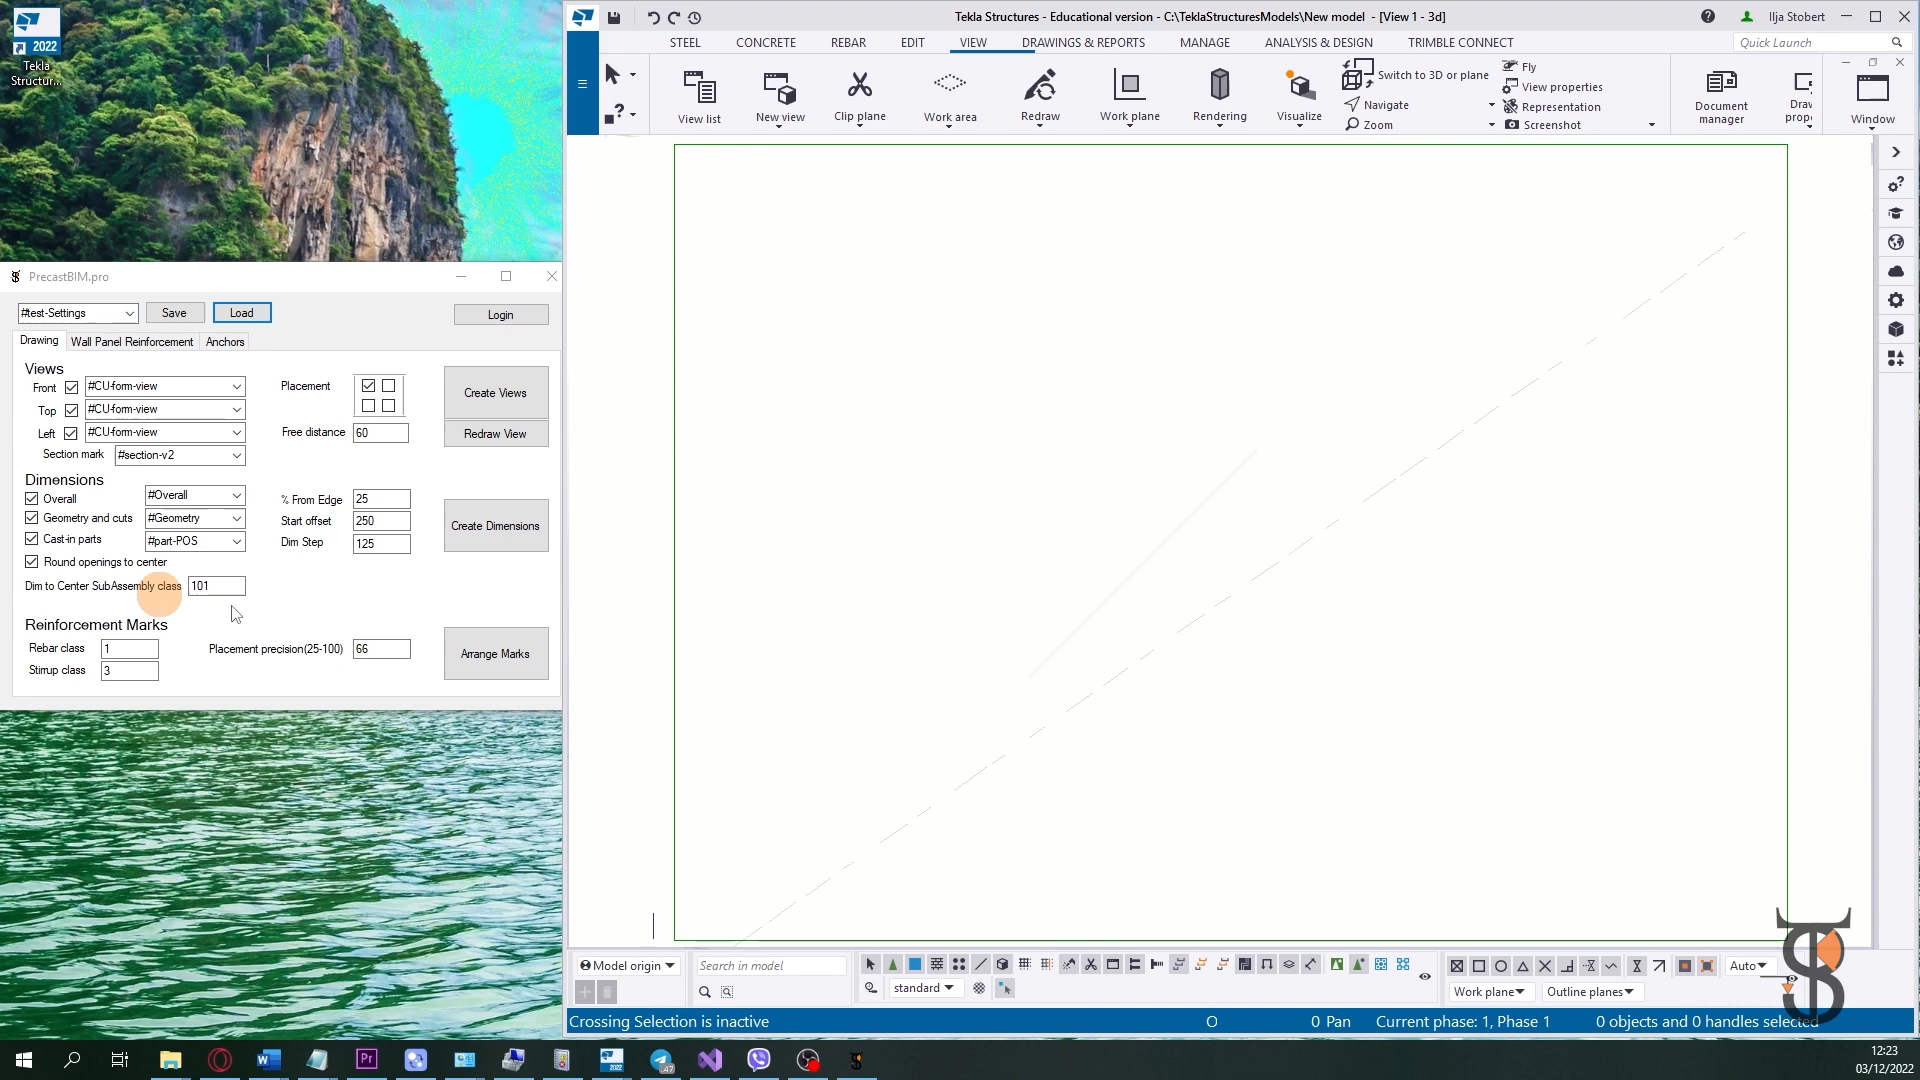 2022
Tekla
Structur...
Tekla Structures - Educational version - C:\TeklaStructuresModels\New model - [View 1 - 3d]
Ilja Stobert
STEEL
CONCRETE
REBAR
EDIT
VIEW
DRAWINGS & REPORTS
MANAGE
ANALYSIS & DESIGN
TRIMBLE CONNECT
Quick Launch
View list
New view
Clip plane
Work area
Redraw
Work plane
Rendering
Visualize
Switch to 3D or plane
Navigate
Zoom
Fly
View properties
Representation
Screenshot
Document
manager
Draw
prope
Window
PrecastBIM.pro
#test-Settings
Save
Load
Login
Drawing
Wall Panel Reinforcement
Anchors
Views
Front
#CU-form-view
Placement
Create Views
Top
#CU-form-view
Left
#CU-form-view
Free distance
60
Redraw View
Section mark
#section-v2
Dimensions
Overall
#Overall
% From Edge
25
Geometry and cuts
#Geometry
Start offset
250
Create Dimensions
Cast-in parts
#part-POS
Dim Step
125
Round openings to center
Dim to Center SubAssembly class
101
Reinforcement Marks
Rebar class
1
Placement precision(25-100)
66
Arrange Marks
Stirrup class
3
Model origin
Search in model
standard
Auto
Work plane
Outline planes
Crossing Selection is inactive
O
0
Pan
Current phase: 1, Phase 1
0 objects and 0 handles selected
W
Pr
2022
47
12:23
03/12/2022